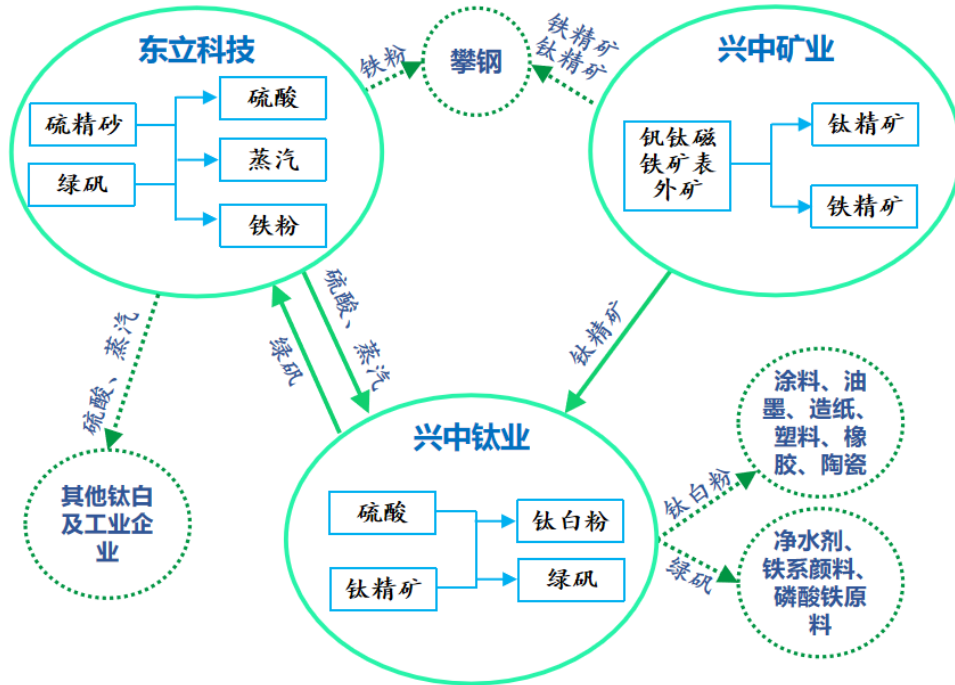 东立科技
硫精砂
绿矾
硫酸
蒸汽
铁粉
铁粉
攀钢
铁精矿
钛精矿
兴中矿业
钒钛磁
铁矿表
外矿
钛精矿
铁精矿
硫酸、蒸汽
绿矾
硫酸、蒸汽
钛精矿
其他钛白
及工业企
业
兴中钛业
硫酸
钛精矿
钛白粉
绿矾
钛白粉
绿矾
涂料、油
墨、造纸、
塑料、橡
胶、陶瓷
净水剂、
铁系颜料、
磷酸铁原
料